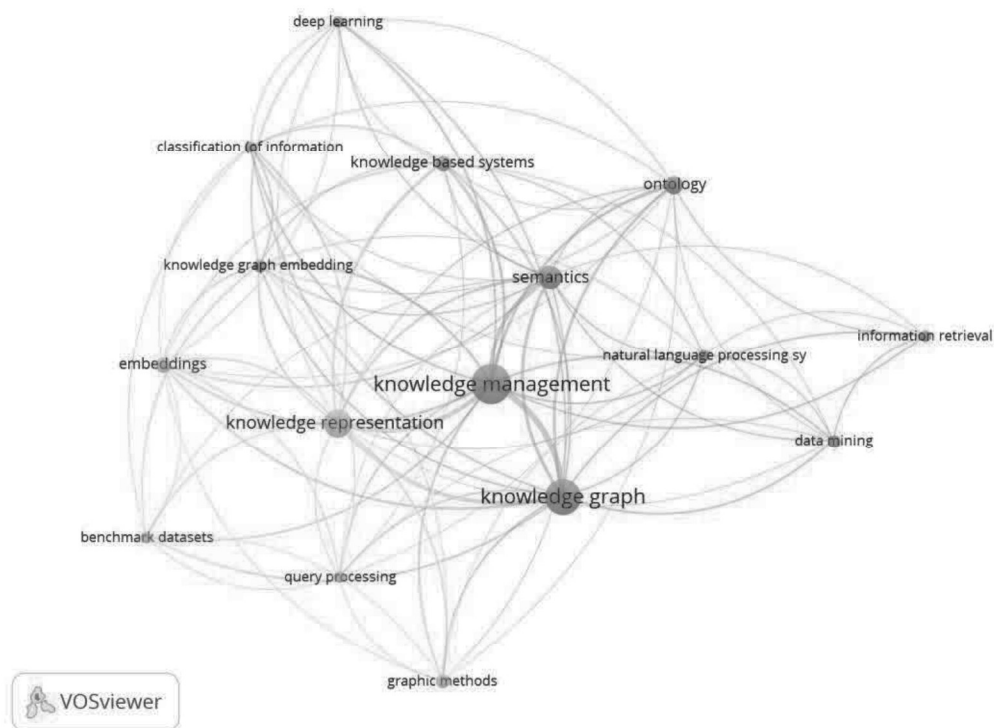 deep learning
classification (of information
knowledge based systems
ontology
knowledge graph embedding
semantics
information retrieval
natural language processing sy
embeddings
knowledge management
knowledge representation
data mining
knowledge graph
benchmark datasets
query processing
graphic methods
VOSviewer